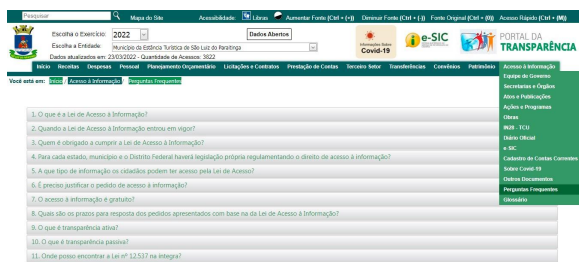 Pesquisar
Mapa do Site
Acessibilidade: Libras Aumentar Fonte (Ctrl + (+)) Diminuir Fonte (Ctrl + (-)) Fonte Original (Ctrl + (0)) Acesso Rápido (Ctrl + (M))
Escolha o Exercício: 2022
Dados Abertos
Escolha a Entidade: Município da Estância Turística de São Luiz do Paraitinga
Dados atualizados em: 23/03/2022 - Quantidade de Acessos: 3822
Informações Sobre
Covid-19
e-SIC
PORTAL DA
TRANSPARÊNCIA
Início Receitas Despesas Pessoal Planejamento Orçamentário Licitações e Contratos Prestação de Contas Terceiro Setor Transferências Convênios Patrimônio Acesso à Informação
Você está em: Início / Acesso à Informação / Perguntas Frequentes
Equipe do Governo
Secretarias e Órgãos
Atos e Publicações
Ações e Programas
Obras
IN28 - TCU
Diário Oficial
e-SIC
Cadastro de Contas Correntes
Sobre Covid-19
Outros Documentos
Perguntas Frequentes
Glossário
1. O que é a Lei de Acesso à Informação?
2. Quando a Lei de Acesso à Informação entrou em vigor?
3. Quem é obrigado a cumprir a Lei de Acesso à Informação?
4. Para cada estado, município e o Distrito Federal haverá legislação própria regulamentando o direito de acesso à informação?
5. A que tipo de informação os cidadãos podem ter acesso pela Lei de Acesso?
6. É preciso justificar o pedido de acesso à informação?
7. O acesso à informação é gratuito?
8. Quais são os prazos para resposta dos pedidos apresentados com base na da Lei de Acesso à Informação?
9. O que é transparência ativa?
10. O que é transparência passiva?
11. Onde posso encontrar a Lei nº 12.537 na íntegra?